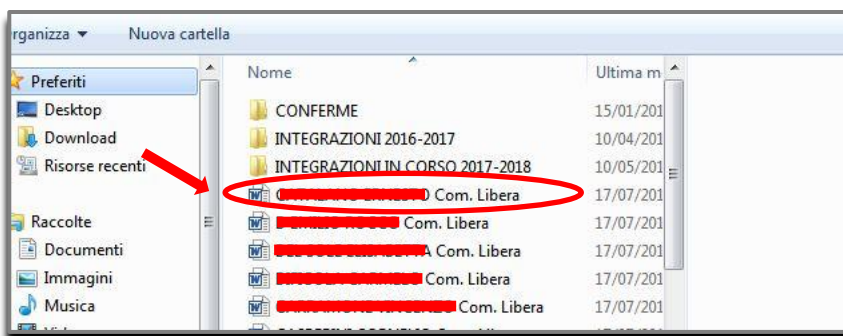 rganizza Nuova cartella
Preferiti
Desktop
Download
Risorse recenti
Raccolte
Documenti
Immagini
Musica
Nome Ultima m
CONFERME 15/01/201
INTEGRAZIONI 2016-2017 10/04/201
INTEGRAZIONI IN CORSO 2017-2018 10/05/201
Com. Libera 17/07/201
Com. Libera 17/07/201
Com. Libera 17/07/201
Com. Libera 17/07/201
Com. Libera 17/07/201